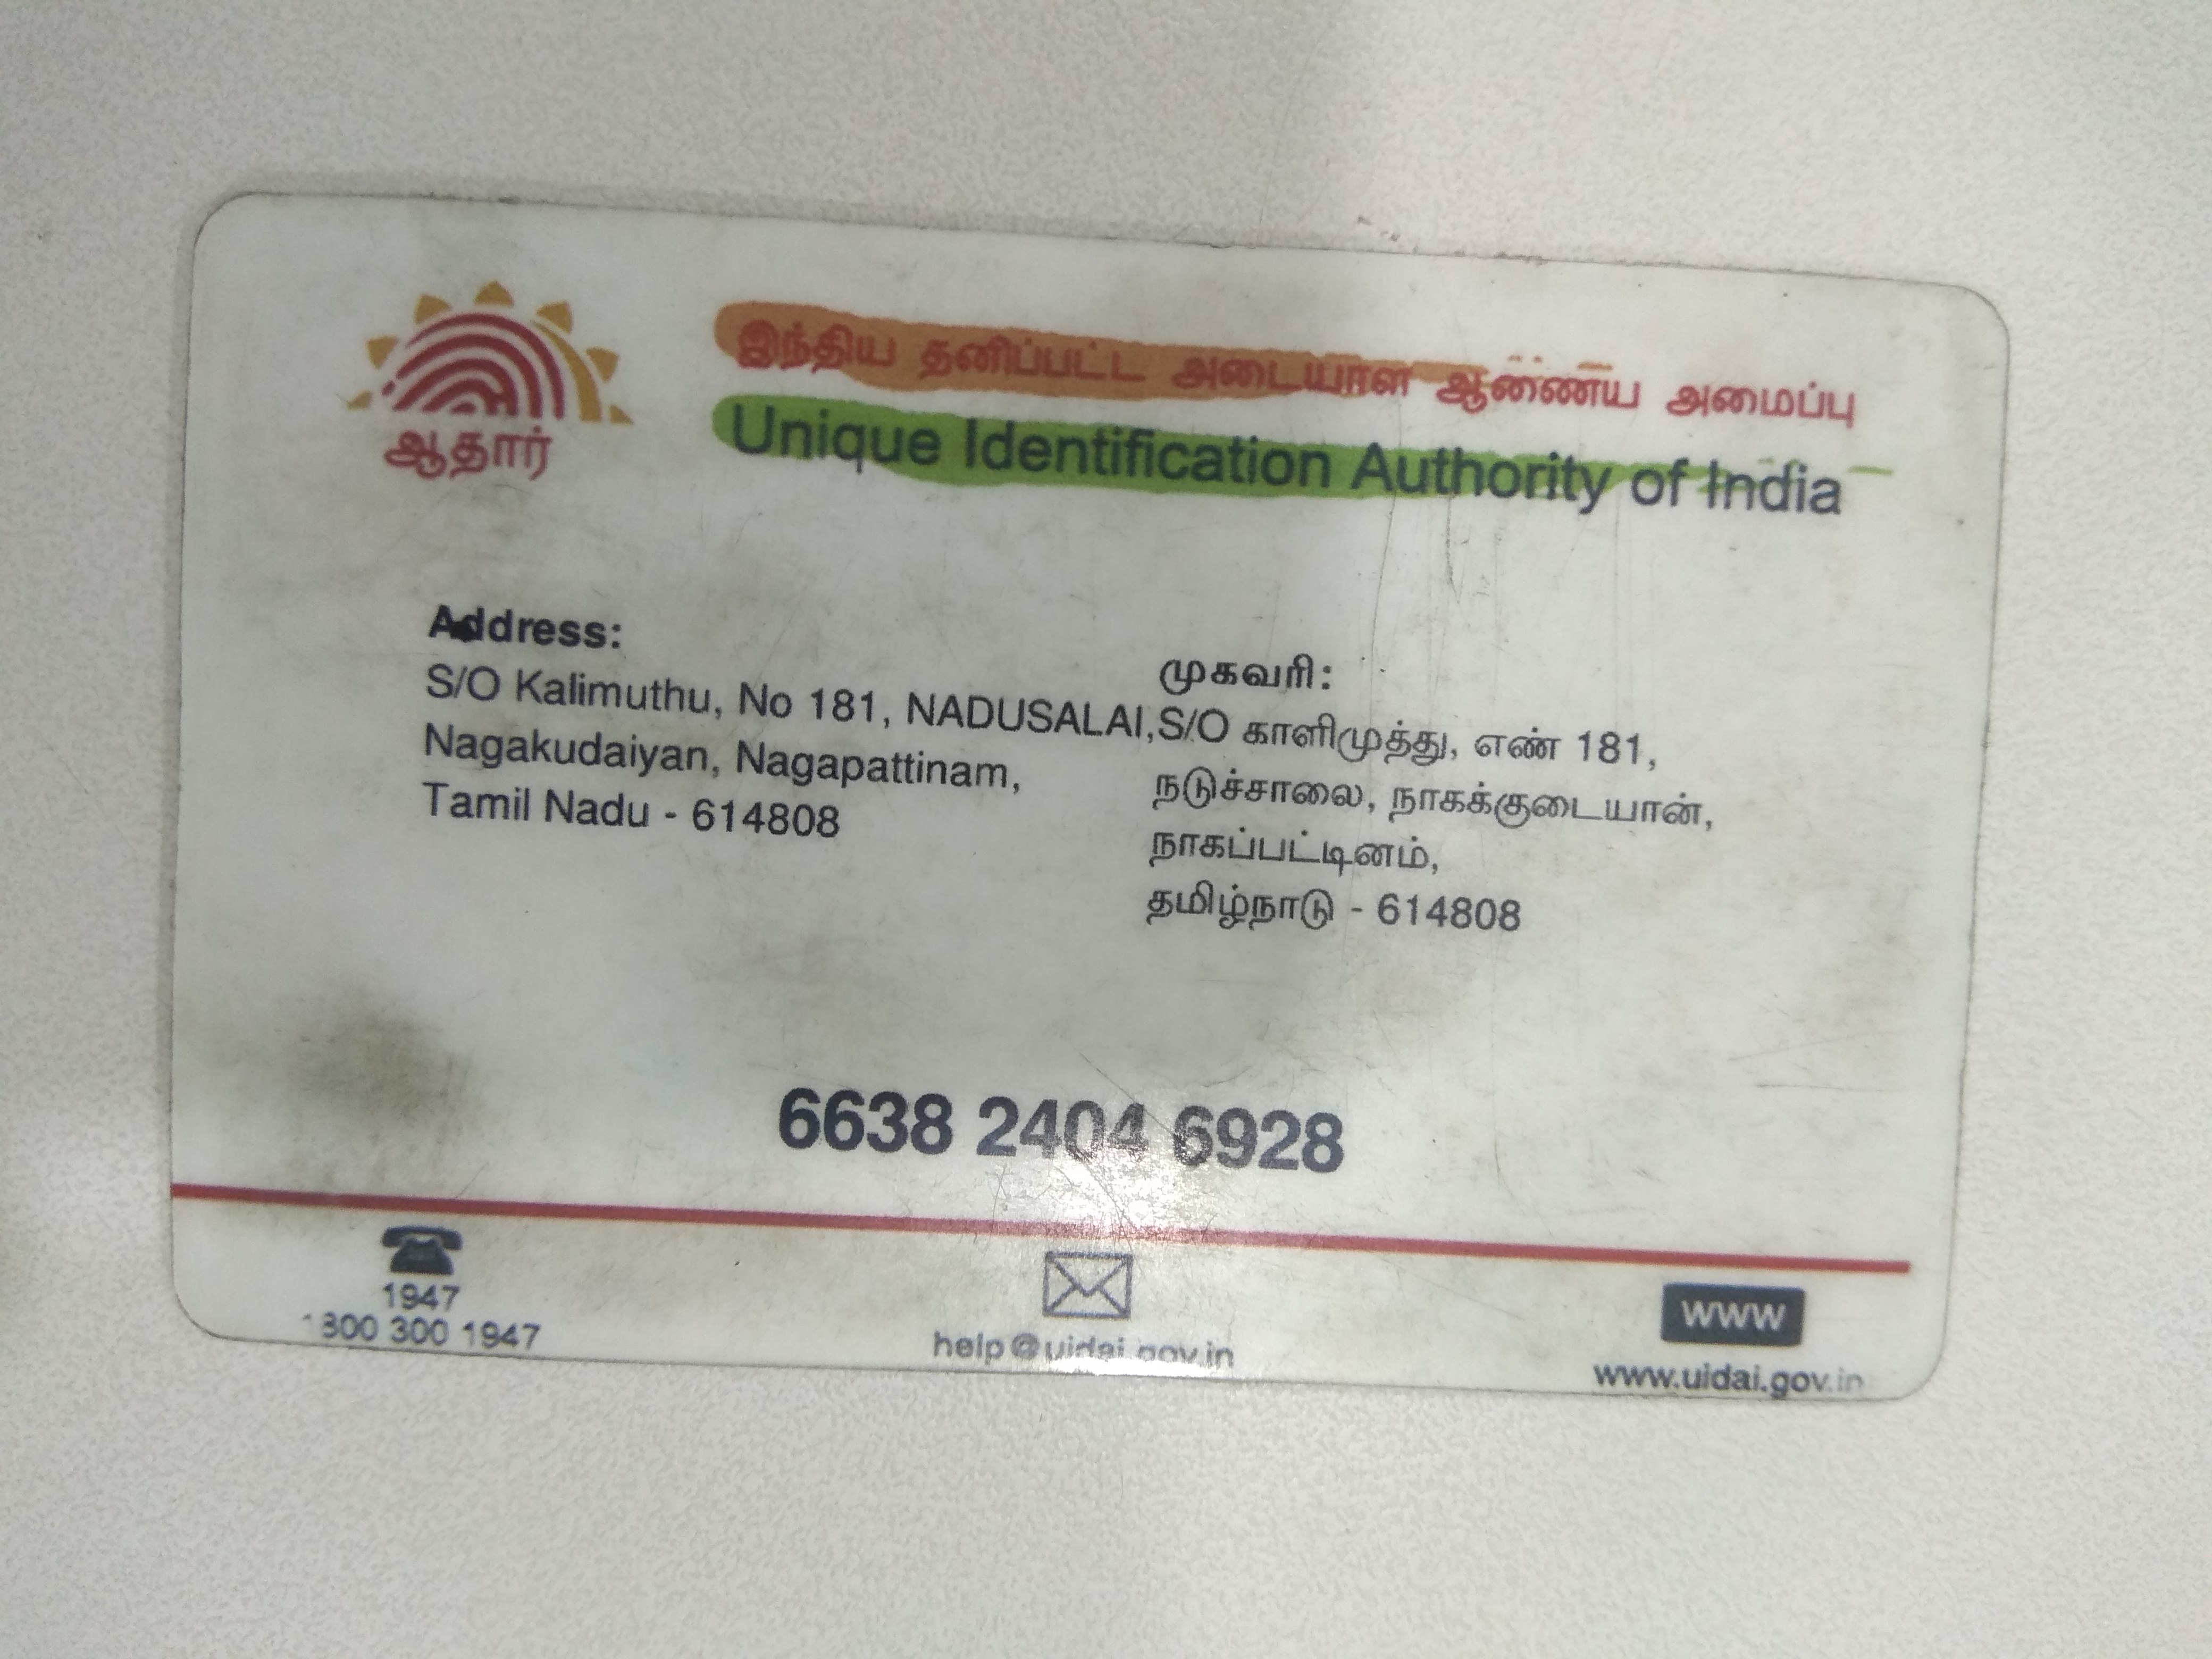 ஆதார்
இந்திய தனிப்பட்ட அடையாள ஆணைய அமைப்பு
Unique Identification Authority of India
Address:
S/O Kalimuthu, No 181, NADUSALAI,
Nagakudaiyan, Nagapattinam,
Tamil Nadu - 614808
முகவரி:
S/O காளிமுத்து, எண் 181,
நடுச்சாலை, நாகக்குடையான்,
நாகப்பட்டினம்,
தமிழ்நாடு - 614808
6638 2404 6928
1947
1800 300 1947
help@uidai.gov.in
www
www.uidai.gov.in